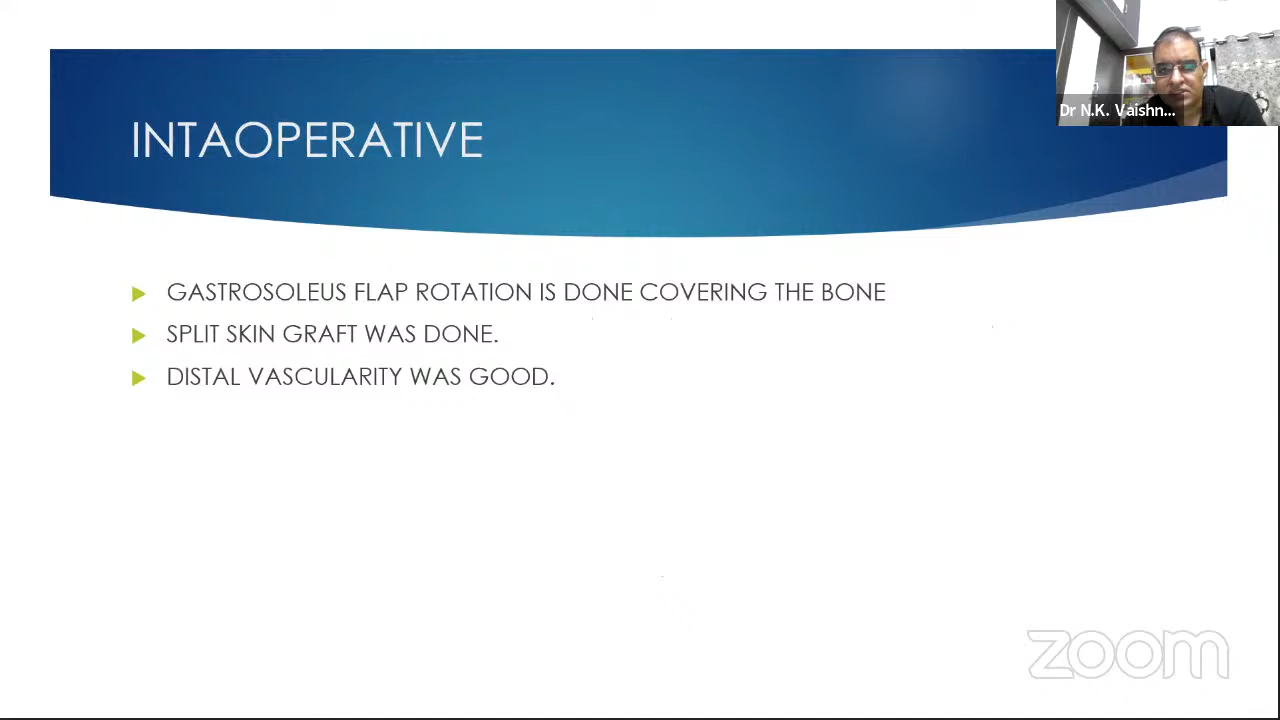 INTAOPERATIVE
Dr N.K. Vaishn...
GASTROSOLEUS FLAP ROTATION IS DONE COVERING THE BONE
SPLIT SKIN GRAFT WAS DONE.
DISTAL VASCULARITY WAS GOOD.
zoom